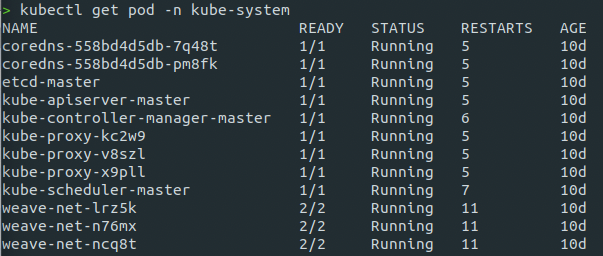 > kubectl get pod -n kube-system
NAME READY STATUS RESTARTS AGE
coredns-558bd4d5db-7q48t 1/1 Running 5 10d
coredns-558bd4d5db-pm8fk 1/1 Running 5 10d
etcd-master 1/1 Running 5 10d
kube-apiserver-master 1/1 Running 5 10d
kube-controller-manager-master 1/1 Running 6 10d
kube-proxy-kc2w9 1/1 Running 5 10d
kube-proxy-v8szl 1/1 Running 5 10d
kube-proxy-x9pll 1/1 Running 5 10d
kube-scheduler-master 1/1 Running 7 10d
weave-net-lrz5k 2/2 Running 11 10d
weave-net-n76mx 2/2 Running 11 10d
weave-net-ncq8t 2/2 Running 11 10d